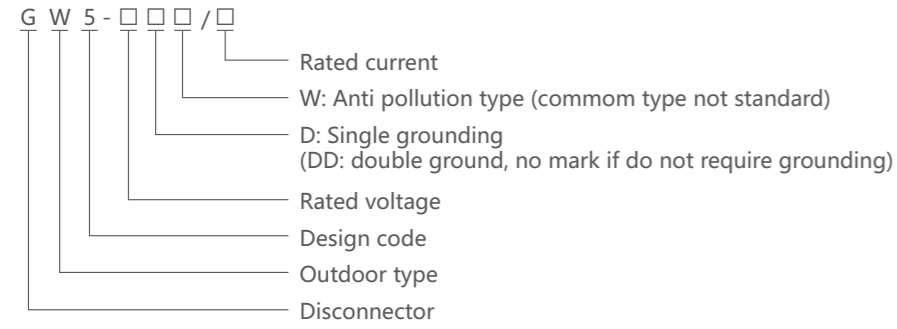 G W 5 - □ □ □ / □
Rated current
W: Anti pollution type (commom type not standard)
D: Single grounding
(DD: double ground, no mark if do not require grounding)
Rated voltage
Design code
Outdoor type
Disconnector